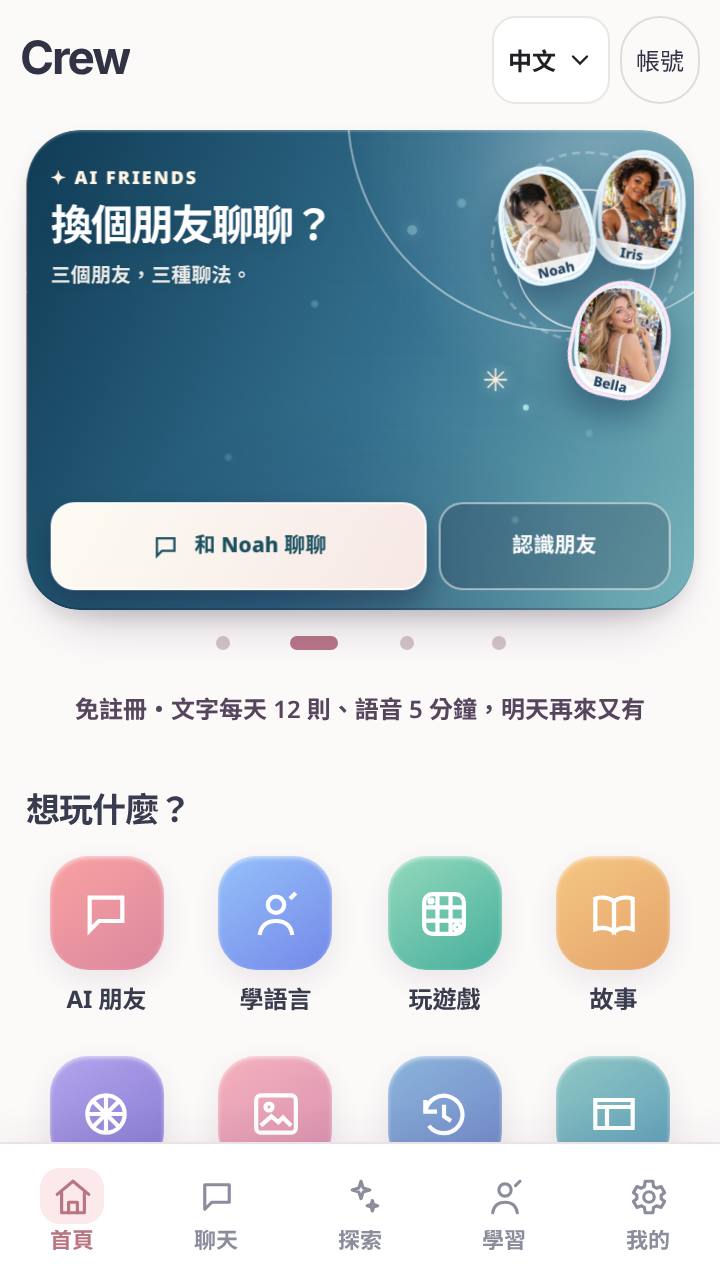 Crew
中文
帳號
✦ AI FRIENDS
換個朋友聊聊？
三個朋友，三種聊法。
Noah
Iris
Bella
和 Noah 聊聊
認識朋友
免註冊・文字每天 12 則、語音 5 分鐘，明天再來又有
想玩什麼？
AI 朋友
學語言
玩遊戲
故事
首頁
聊天
探索
學習
我的